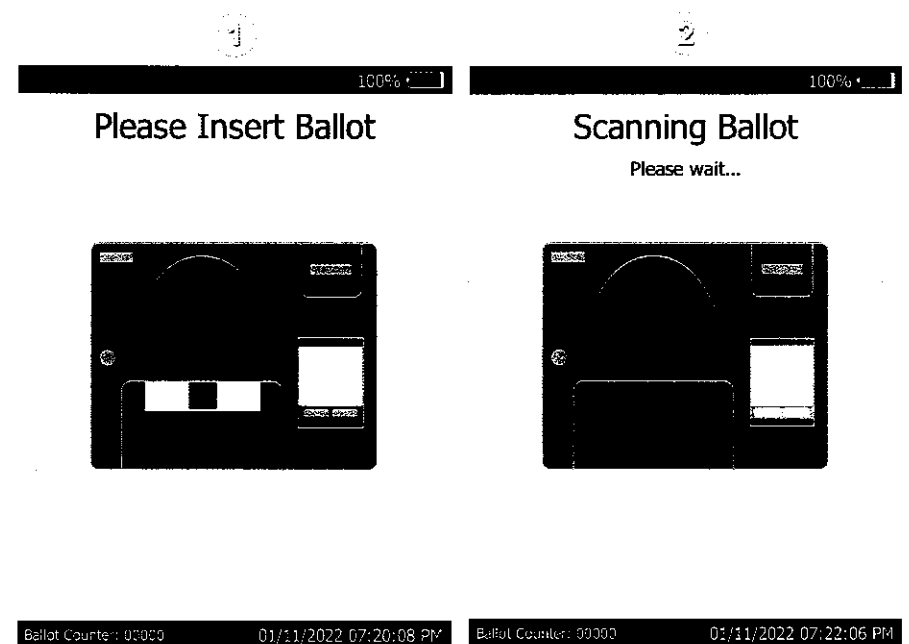 1
100%
Please Insert Ballot
Ballot Counter: 00000
01/11/2022 07:20:08 PM
2
100%
Scanning Ballot
Please wait...
Ballot Counter: 00000
01/11/2022 07:22:06 PM